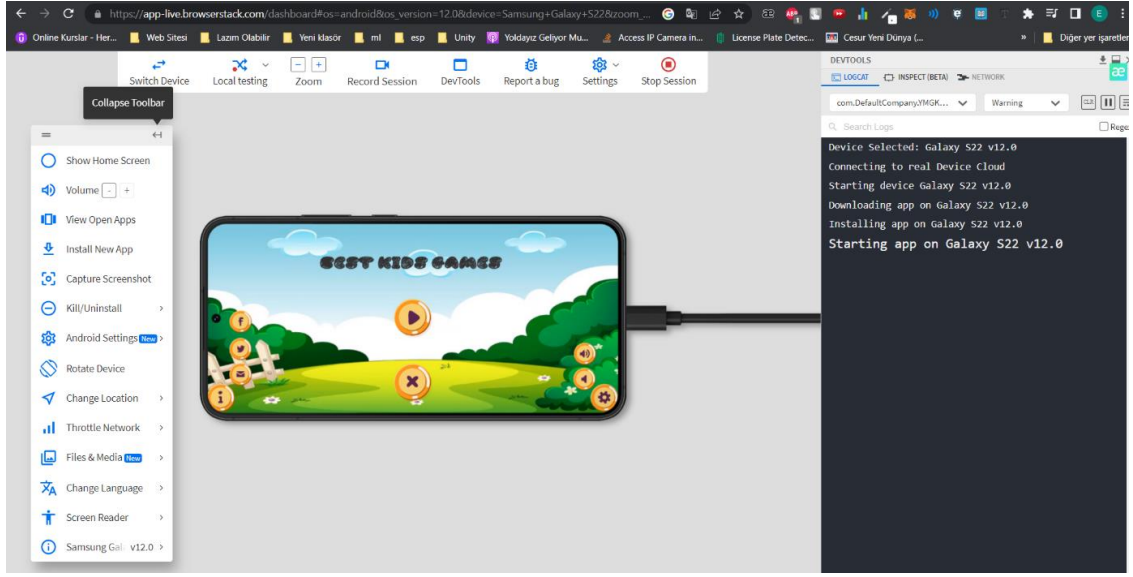 https://app-live.browserstack.com/dashboard#os=android&os_version=12.0&device=Samsung+Galaxy+S22&zoom_...
Online Kurslar - Her... Web Sitesi Lazım Olabilir Yeni klasör ml esp Unity Yoldayız Geliyor Mu... Access IP Camera in... License Plate Detec... Cesur Yeni Dünya (... » Diğer yer işaretler
Switch Device Local testing Zoom Record Session DevTools Report a bug Settings Stop Session
Collapse Toolbar
Show Home Screen
Volume - +
View Open Apps
Install New App
Capture Screenshot
Kill/Uninstall
Android Settings New
Rotate Device
Change Location
Throttle Network
Files & Media New
Change Language
Screen Reader
Samsung Gal v12.0
BEST KIDS GAMES
DEVTOOLS
LOGCAT INSPECT (BETA) NETWORK
com.DefaultCompany.YMGK... Warning
Search Logs Rege
Device Selected: Galaxy S22 v12.0
Connecting to real Device Cloud
Starting device Galaxy S22 v12.0
Downloading app on Galaxy S22 v12.0
Installing app on Galaxy S22 v12.0
Starting app on Galaxy S22 v12.0